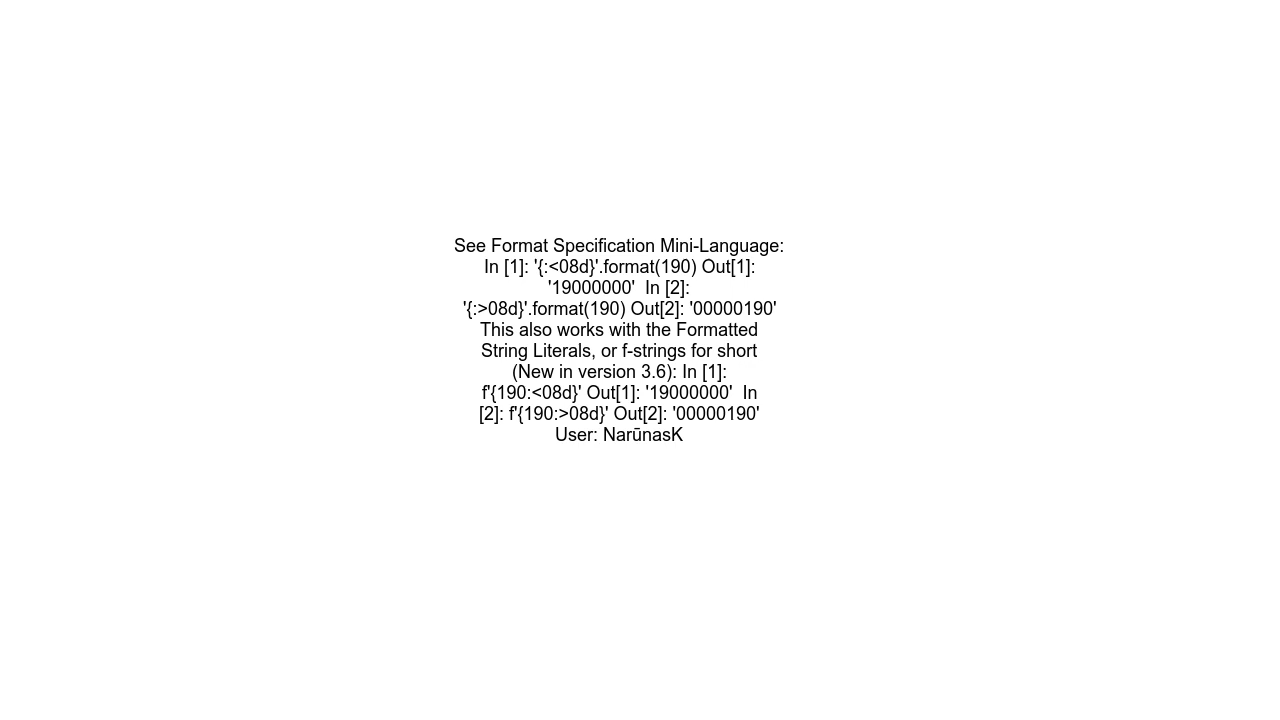 See Format Specification Mini-Language:
In [1]: '{:<08d}'.format(190) Out[1]:
'19000000'  In [2]:
'{:>08d}'.format(190) Out[2]: '00000190'
This also works with the Formatted
String Literals, or f-strings for short
(New in version 3.6): In [1]:
f'{190:<08d}' Out[1]: '19000000'  In
[2]: f'{190:>08d}' Out[2]: '00000190'
User: NarūnasK